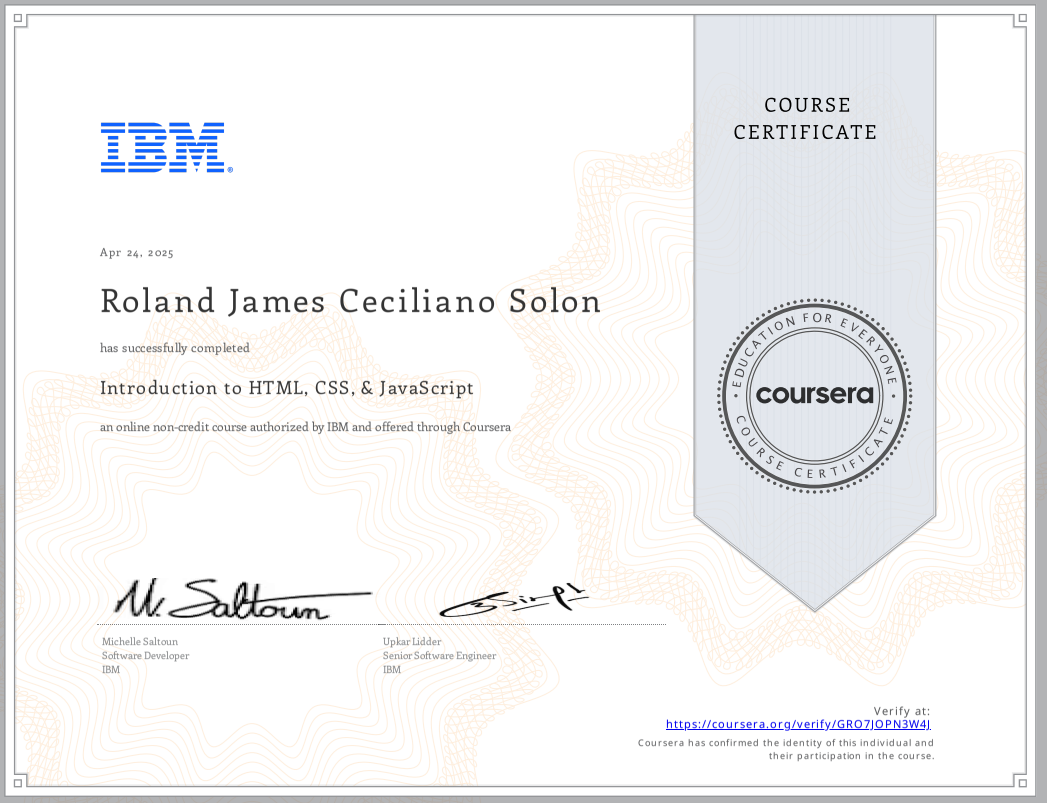 COURSE
CERTIFICATE
IBM®
Apr 24, 2025
Roland James Ceciliano Solon
has successfully completed
Introduction to HTML, CSS, & JavaScript
an online non-credit course authorized by IBM and offered through Coursera
EDUCATION FOR EVERYONE
coursera
COURSE CERTIFICATE
M. Saltoun
Michelle Saltoun
Software Developer
IBM
Upkar Lidder
Senior Software Engineer
IBM
Verify at:
https://coursera.org/verify/GRO7JOPN3W4J
Coursera has confirmed the identity of this individual and
their participation in the course.